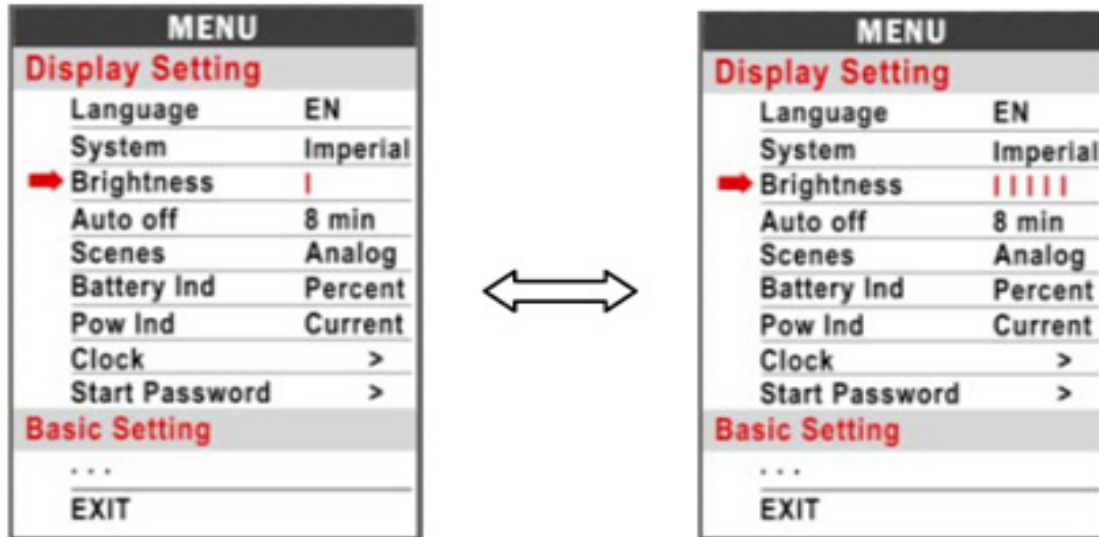 MENU
Display Setting
Language EN
System Imperial
Brightness I
Auto off 8 min
Scenes Analog
Battery Ind Percent
Pow Ind Current
Clock >
Start Password >
Basic Setting
...
EXIT
MENU
Display Setting
Language EN
System Imperial
Brightness IIIII
Auto off 8 min
Scenes Analog
Battery Ind Percent
Pow Ind Current
Clock >
Start Password >
Basic Setting
...
EXIT